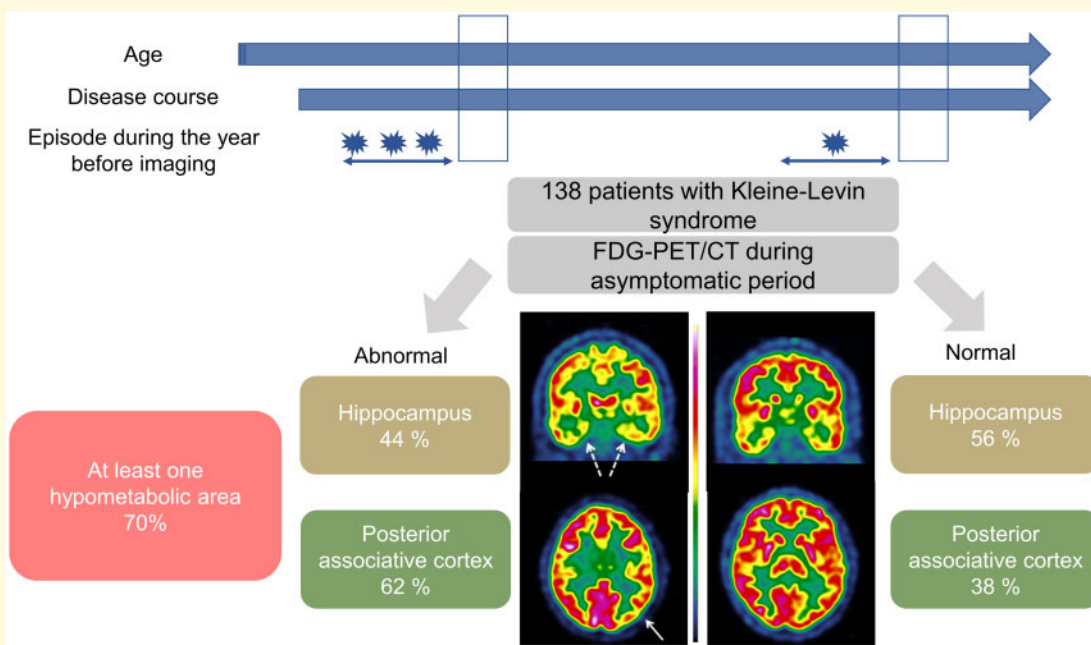 Age
Disease course
Episode during the year
before imaging
138 patients with Kleine-Levin
syndrome
FDG-PET/CT during
asymptomatic period
Abnormal
Normal
Hippocampus
44 %
Hippocampus
56 %
At least one
hypometabolic area
70%
Posterior
associative cortex
62 %
Posterior
associative cortex
38 %